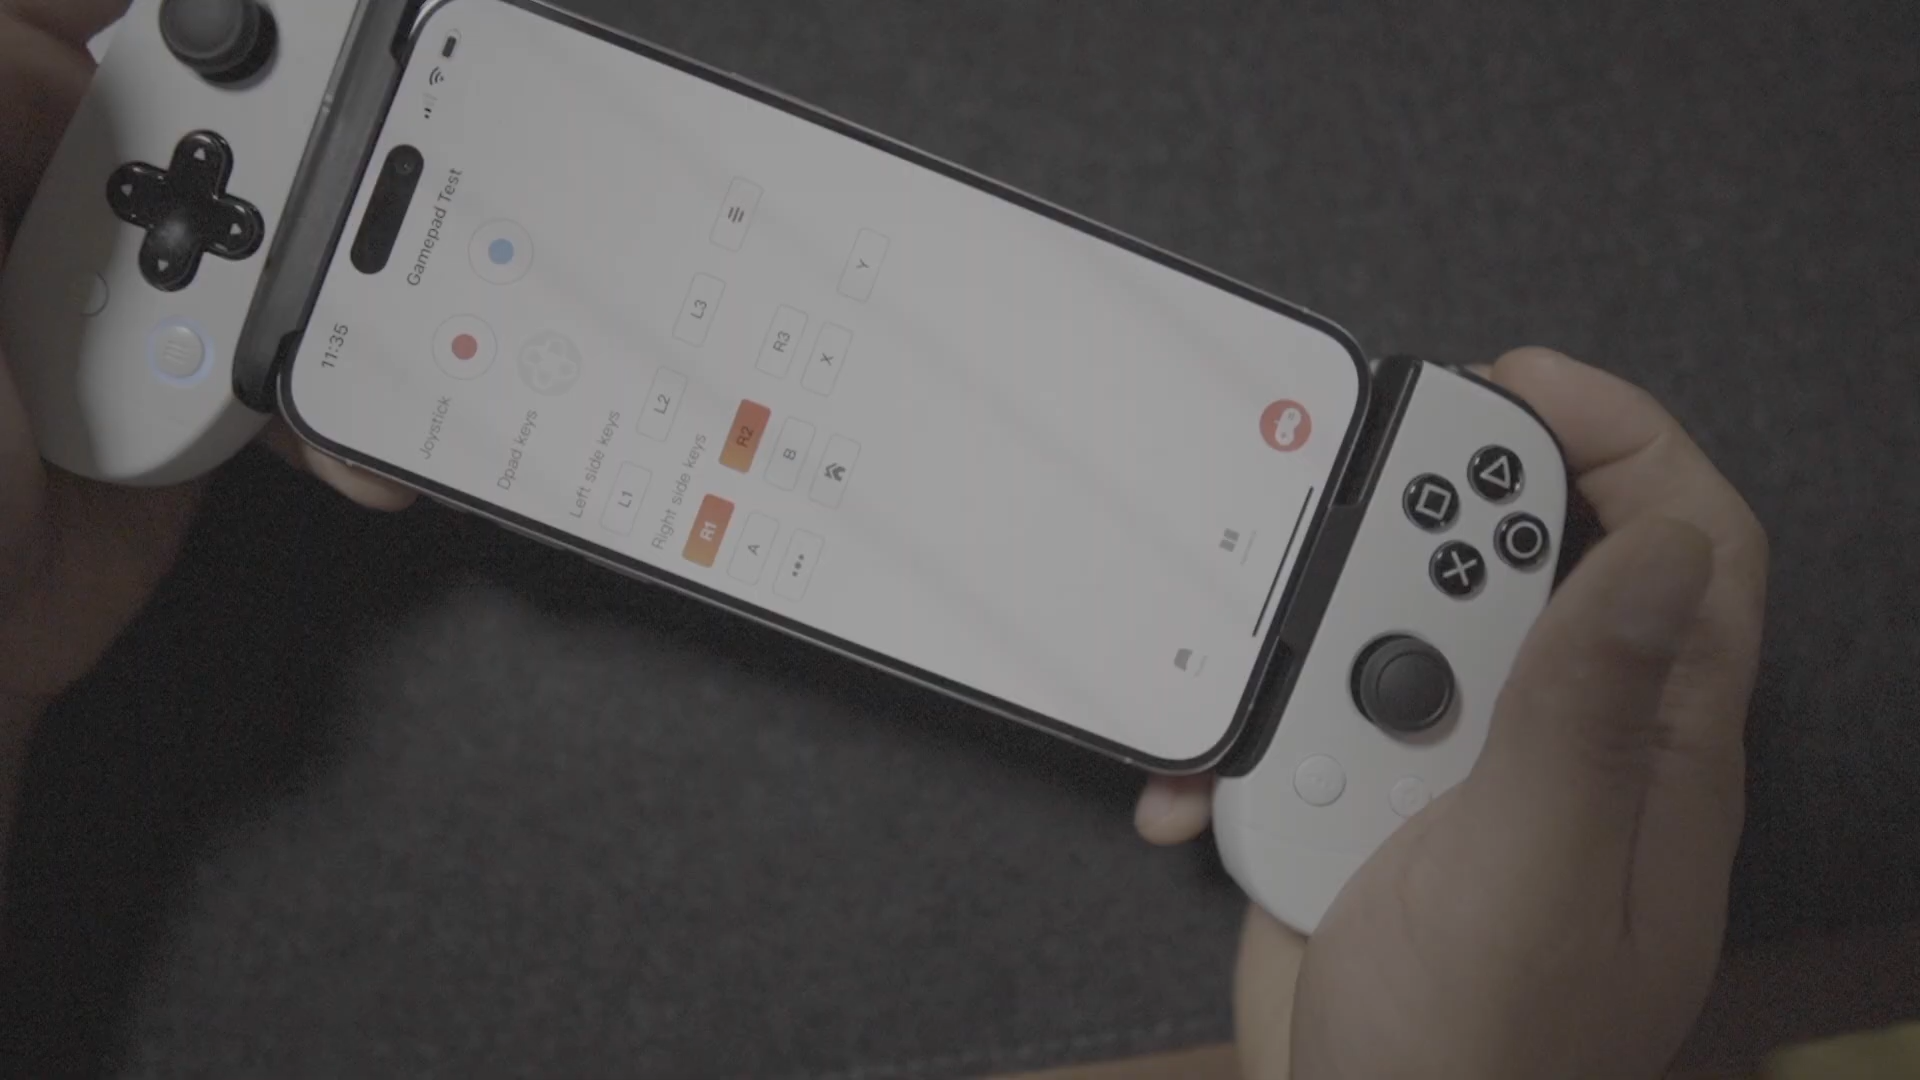 11:35
Gamepad Test
Joystick
Dpad keys
Left side keys
L1 L2 L3
Right side keys
R1 R2 R3
A B X Y